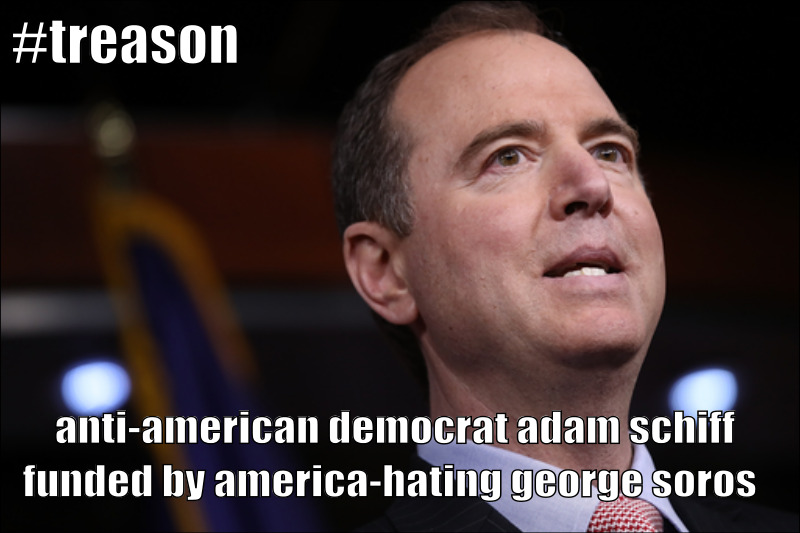 #treason
anti-american democrat adam schiff
funded by america-hating george soros